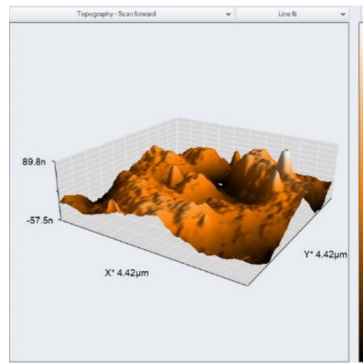 Topography - Scan forward
Line fit
89.8n
-57.5n
X* 4.42µm
Y* 4.42µm